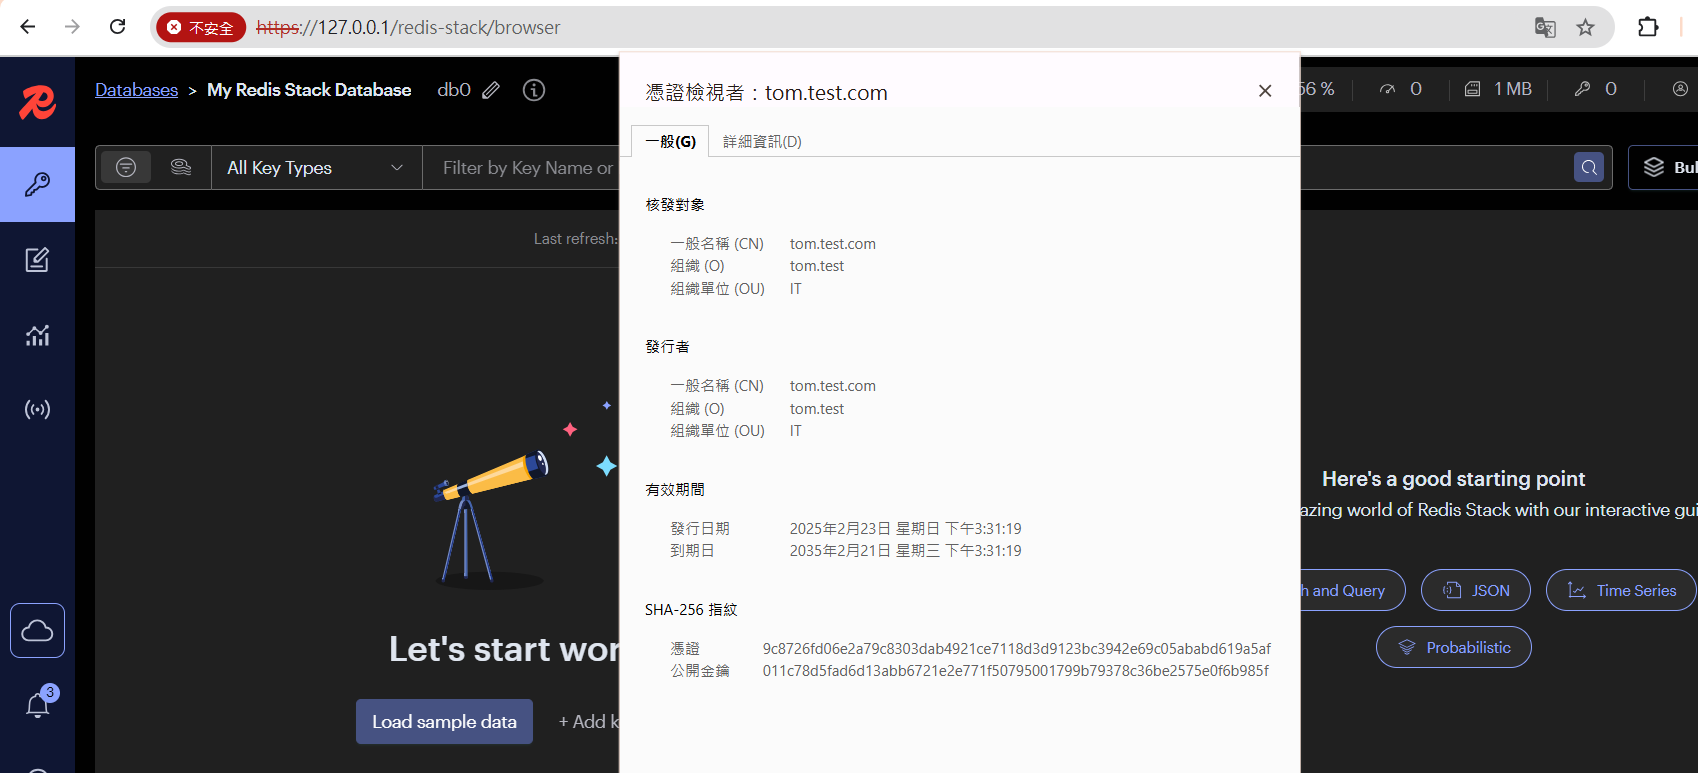 不安全 https://127.0.0.1/redis-stack/browser
Databases > My Redis Stack Database db0
56 % 0 1 MB 0
All Key Types Filter by Key Name or
Bul
Last refresh:
Let's start wor
Load sample data + Add k
3
憑證檢視者：tom.test.com
一般(G) 詳細資訊(D)
核發對象
一般名稱 (CN) tom.test.com
組織 (O) tom.test
組織單位 (OU) IT
發行者
一般名稱 (CN) tom.test.com
組織 (O) tom.test
組織單位 (OU) IT
有效期間
發行日期 2025年2月23日 星期日 下午3:31:19
到期日 2035年2月21日 星期三 下午3:31:19
SHA-256 指紋
憑證 9c8726fd06e2a79c8303dab4921ce7118d3d9123bc3942e69c05ababd619a5af
公開金鑰 011c78d5fad6d13abb6721e2e771f50795001799b79378c36be2575e0f6b985f
Here's a good starting point
azing world of Redis Stack with our interactive gui
h and Query JSON Time Series
Probabilistic